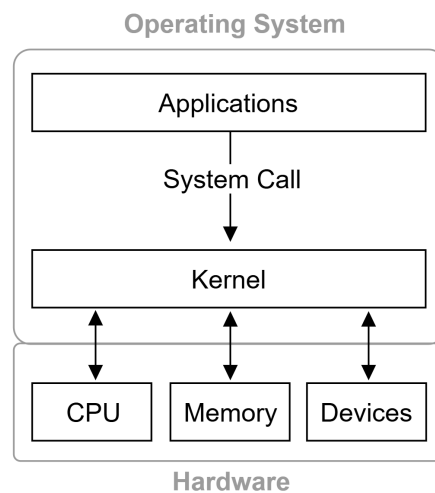 Operating System
Applications
System Call
Kernel
CPU Memory Devices
Hardware